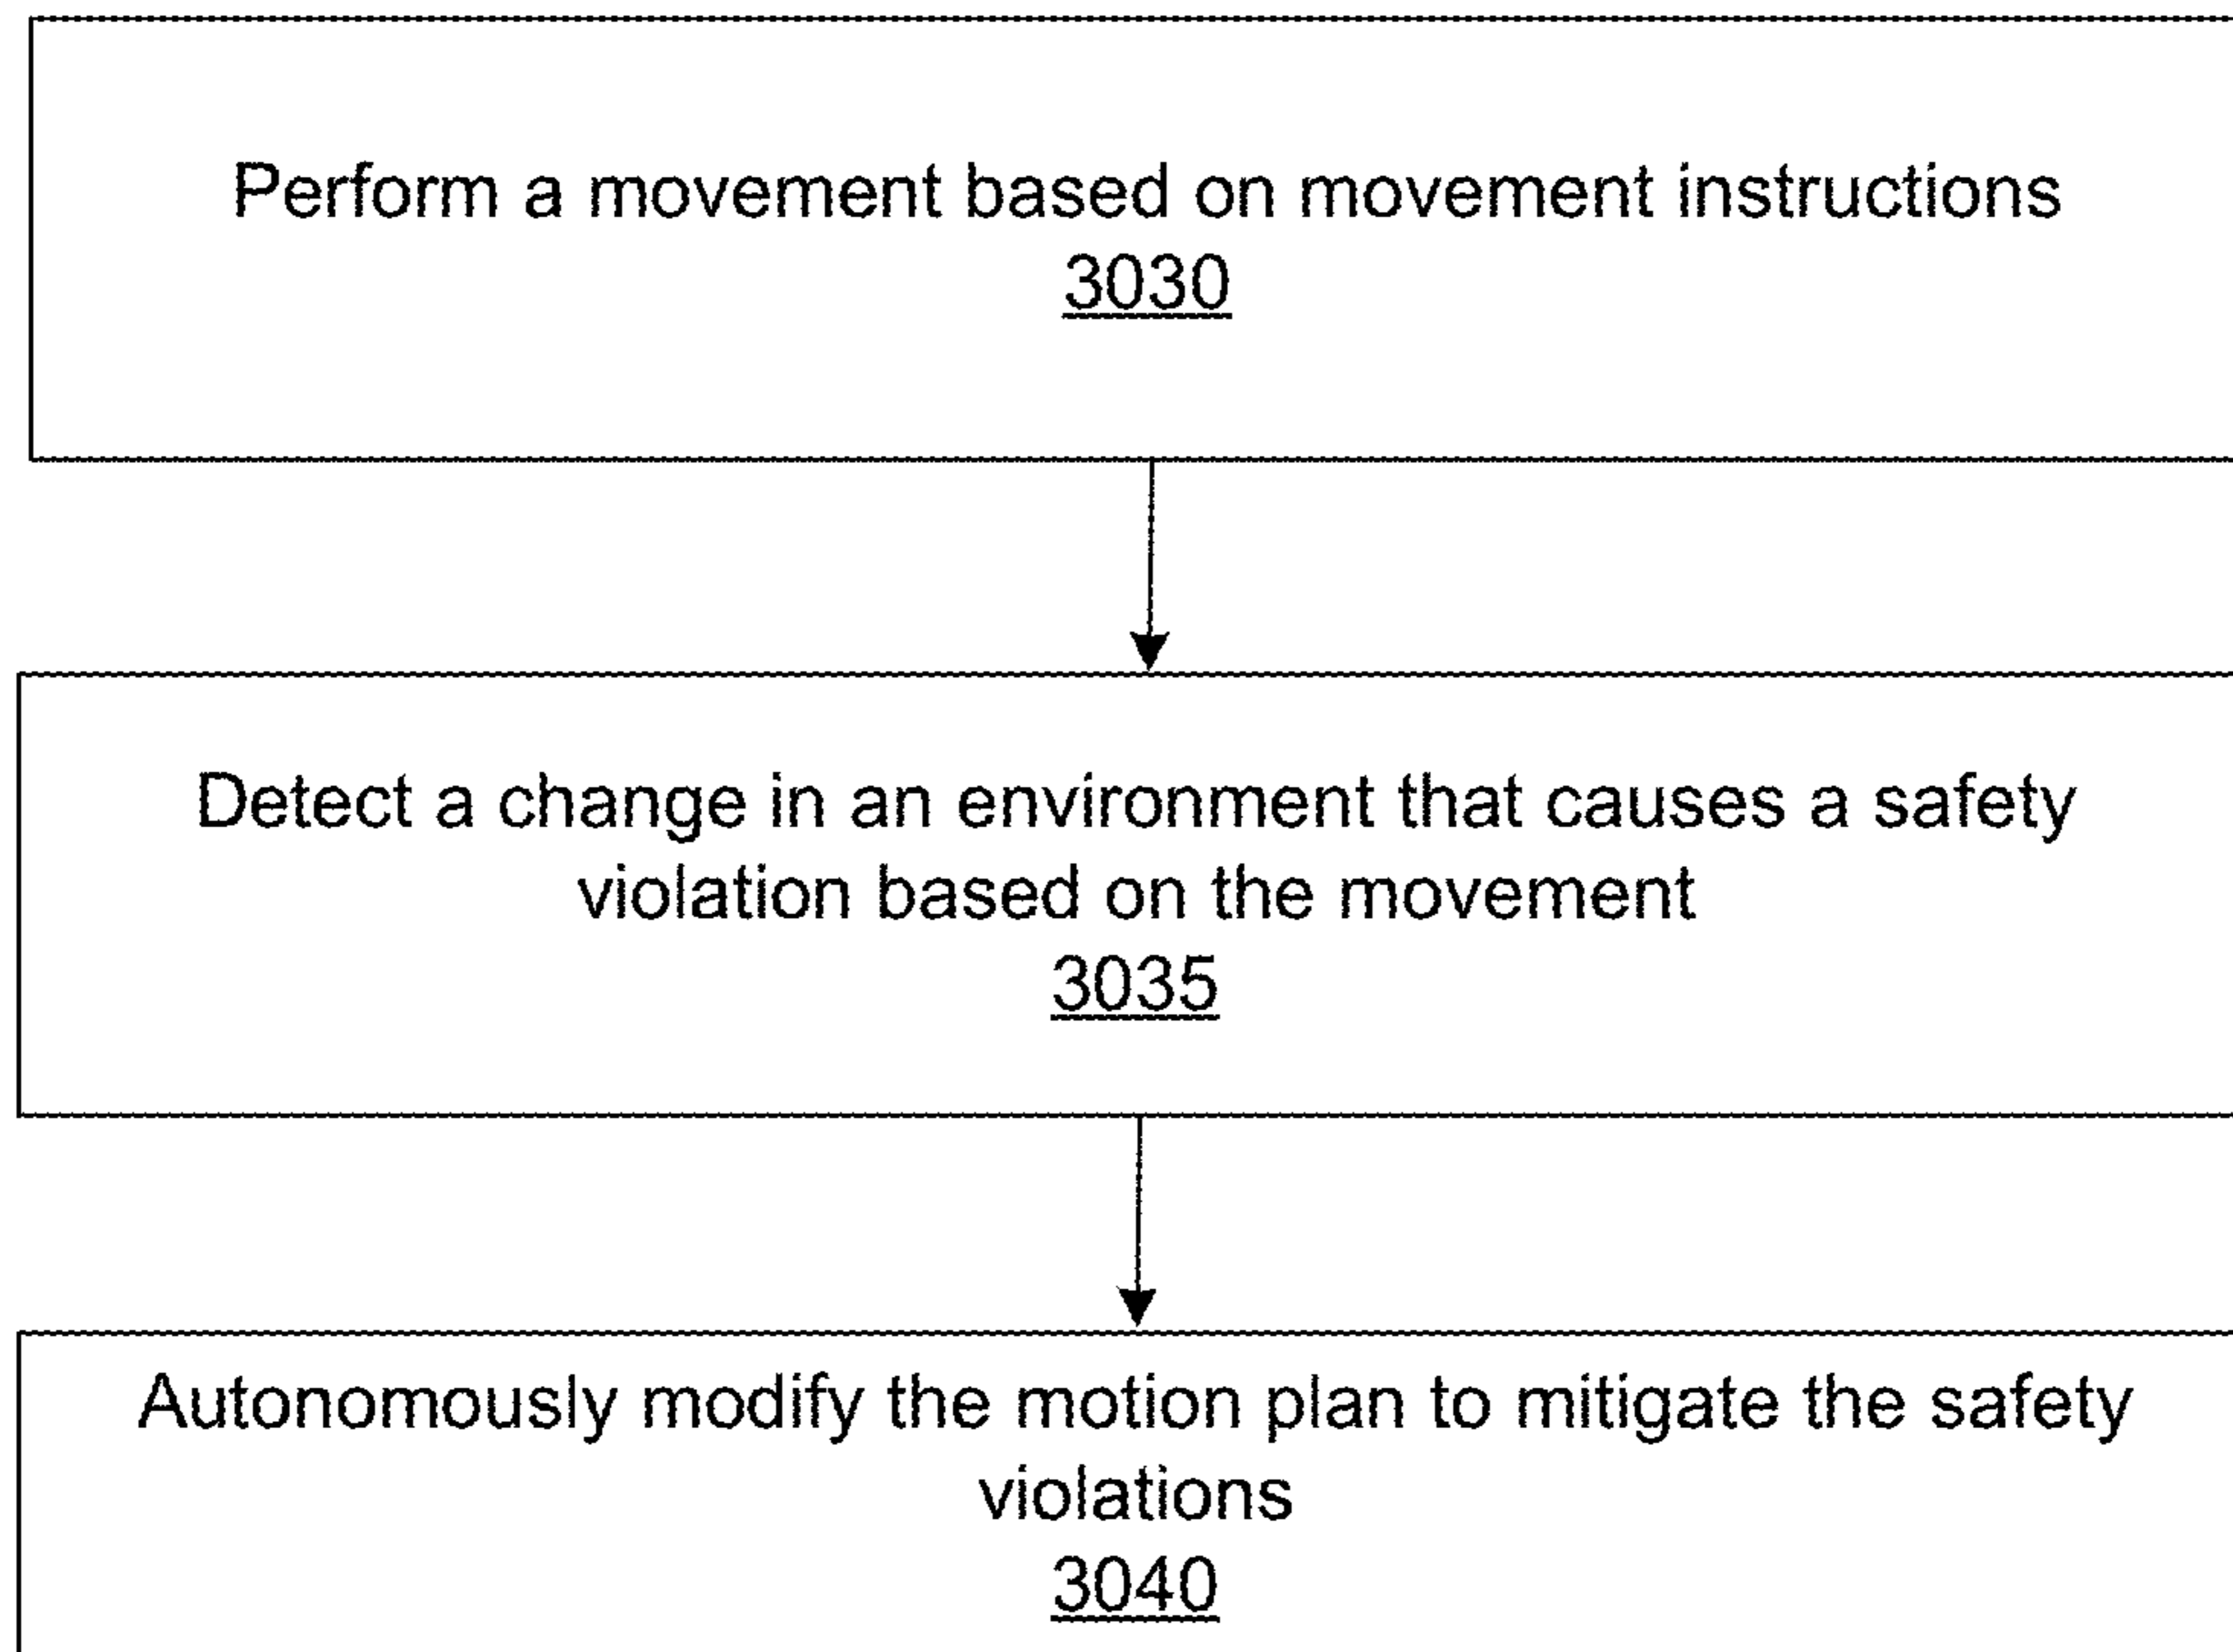 Perform a movement based on movement instructions
3030
Detect a change in an environment that causes a safety
violation based on the movement
3035
Autonomously modify the motion plan to mitigate the safety
violations
3040